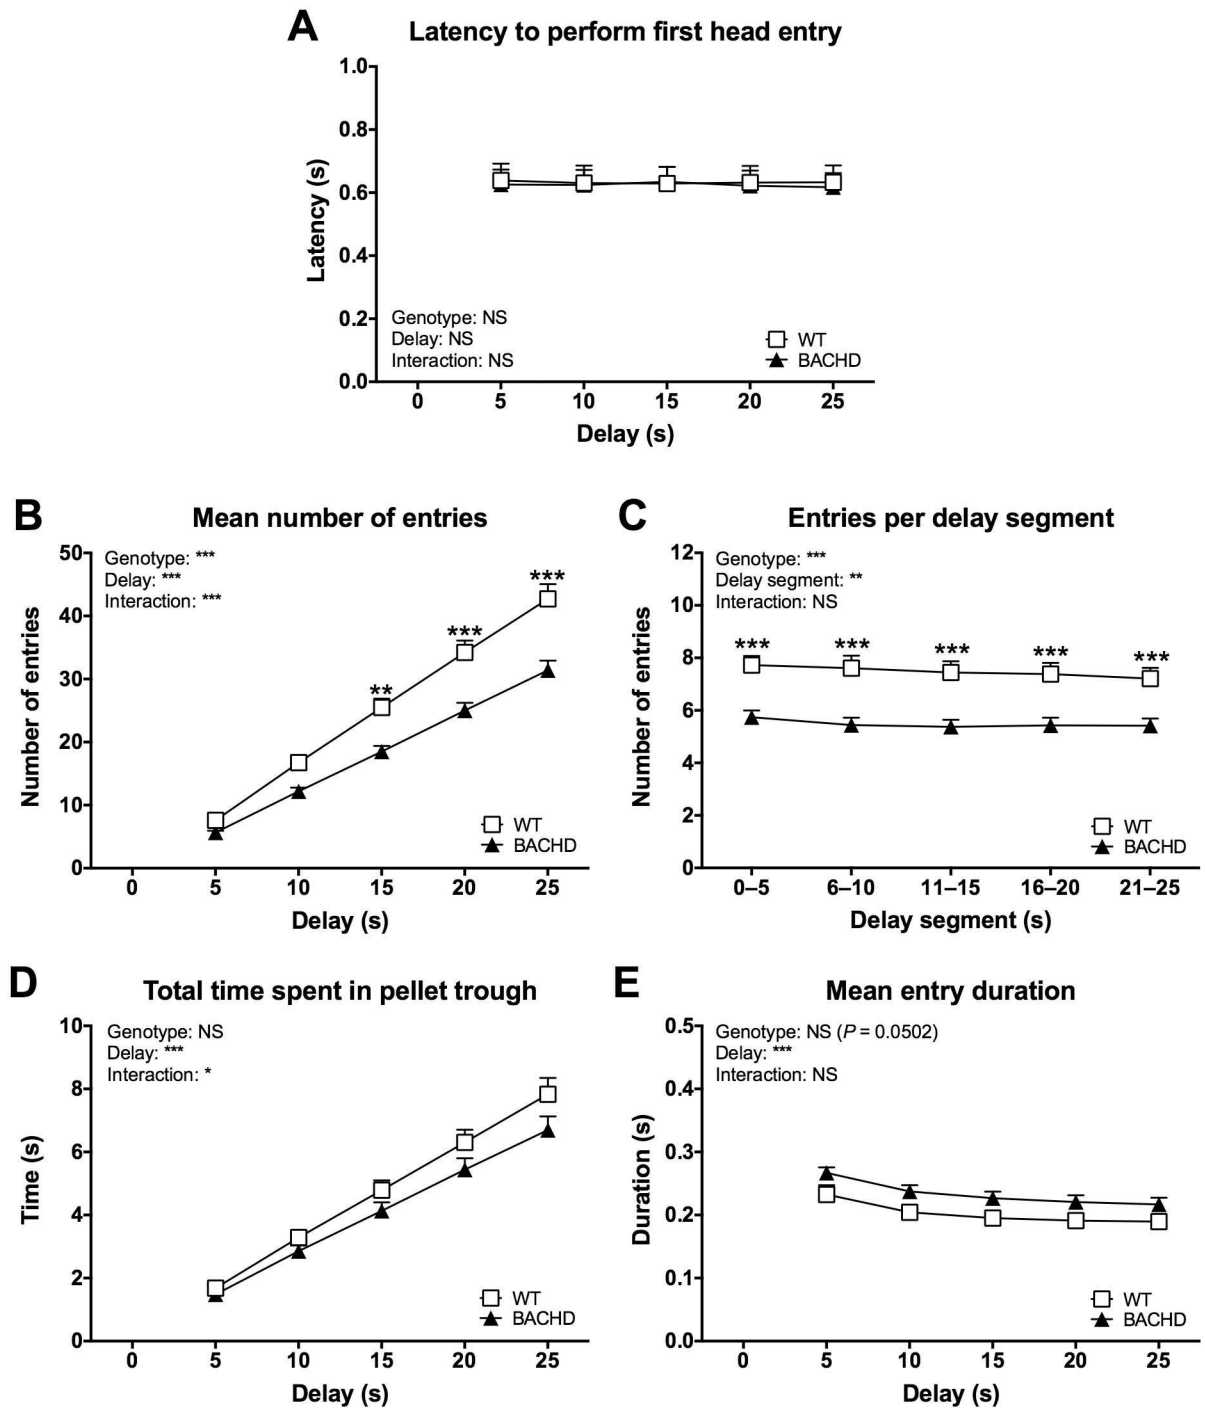 A
Latency to perform first head entry
1.0
0.8
0.6
0.4
0.2
0.0
Latency (s)
Genotype: NS
Delay: NS
Interaction: NS
WT
BACHD
0 5 10 15 20 25
Delay (s)
B
Mean number of entries
50
40
30
20
10
0
Number of entries
Genotype: ***
Delay: ***
Interaction: ***
** *** ***
WT
BACHD
0 5 10 15 20 25
Delay (s)
C
Entries per delay segment
12
10
8
6
4
2
0
Number of entries
Genotype: ***
Delay segment: **
Interaction: NS
*** *** *** *** ***
WT
BACHD
0–5 6–10 11–15 16–20 21–25
Delay segment (s)
D
Total time spent in pellet trough
10
8
6
4
2
0
Time (s)
Genotype: NS
Delay: ***
Interaction: *
WT
BACHD
0 5 10 15 20 25
Delay (s)
E
Mean entry duration
0.5
0.4
0.3
0.2
0.1
0.0
Duration (s)
Genotype: NS (P = 0.0502)
Delay: ***
Interaction: NS
WT
BACHD
0 5 10 15 20 25
Delay (s)